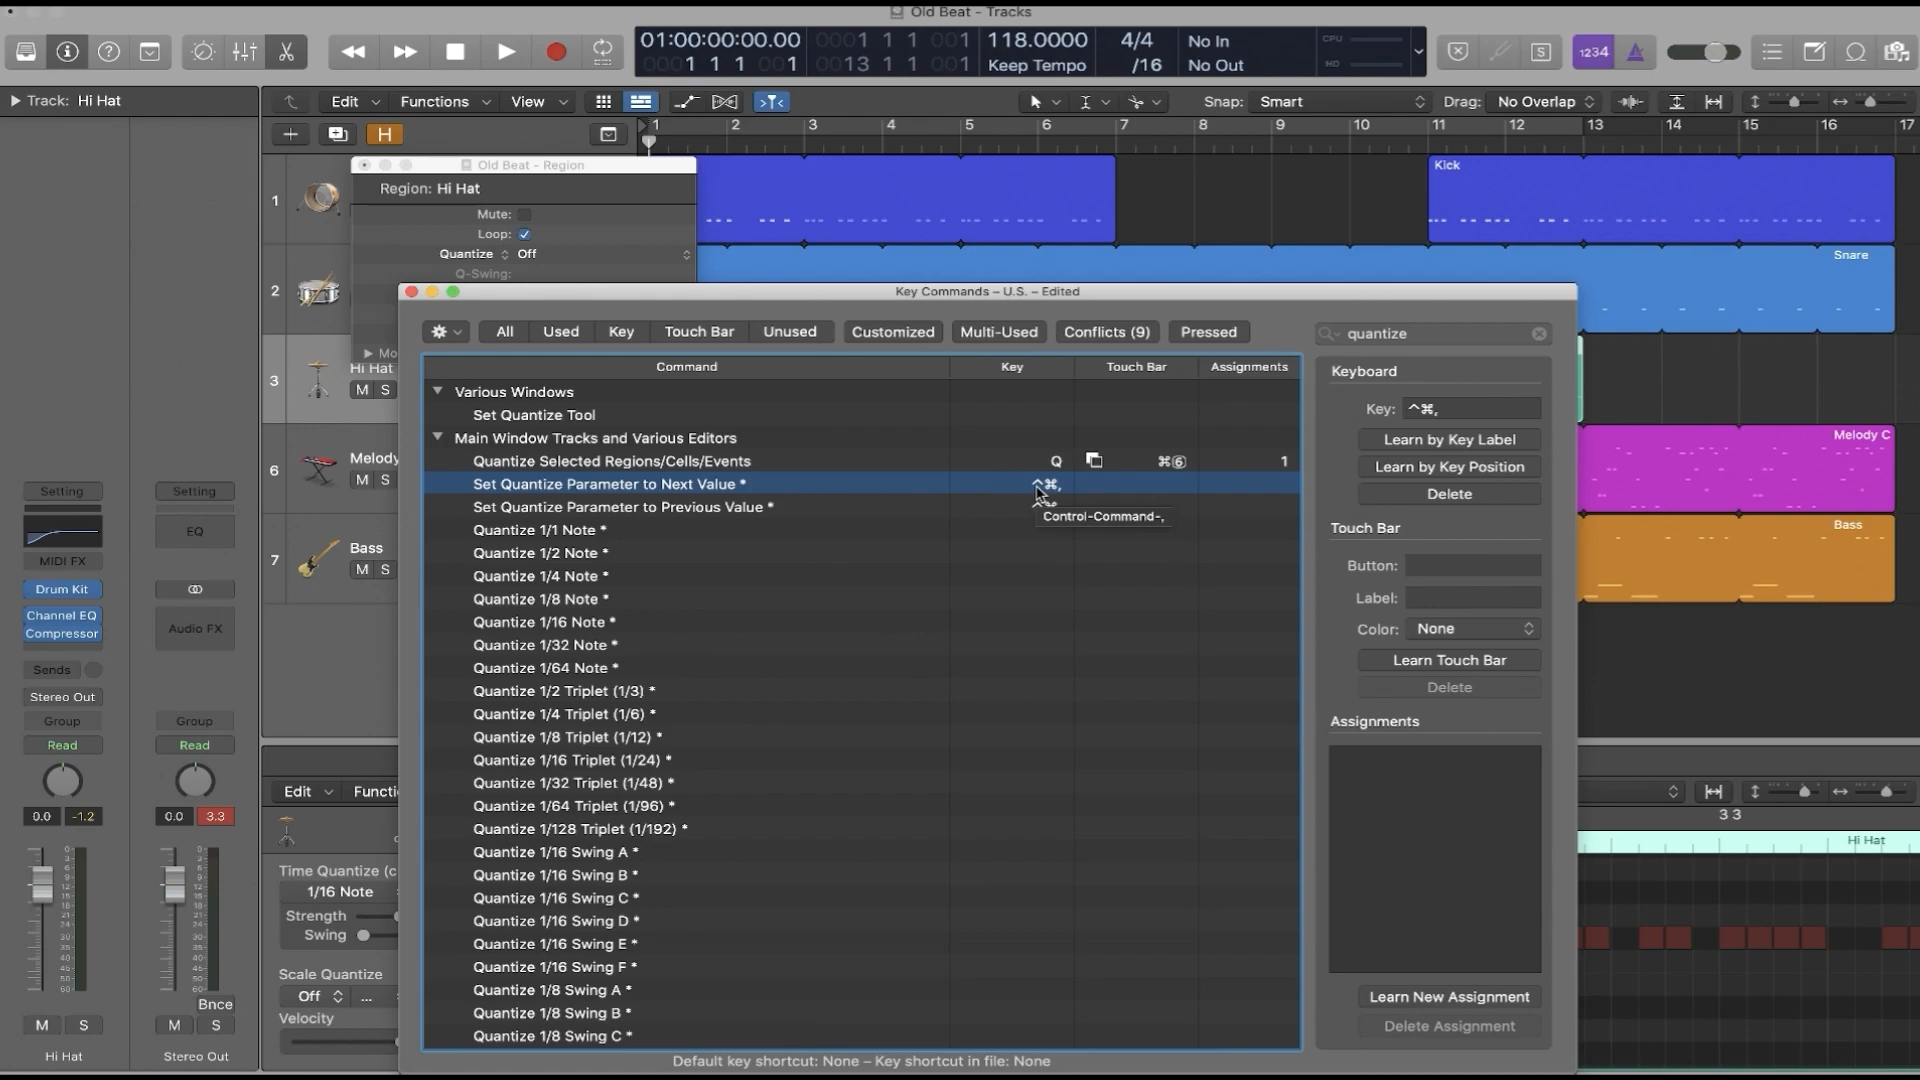 Old Beat - Tracks
1234
01:00:00:00.00
0001 1 1 001
118.0000
4/4
No In
CPU
0001 1 1 001
0013 1 1 001
Keep Tempo
/16
No Out
HD
Track: Hi Hat
Edit
Functions
View
Snap: Smart
Drag: No Overlap
H
1 2 3 4 5 6 7 8 9 10 11 12 13 14 15 16 17
Old Beat - Region
Region: Hi Hat
Mute:
Loop:
Quantize Off
Q-Swing:
Mo
1
Kick
2
Snare
3
Hi Hat
M S
6
Melody
M S
Melody C
7
Bass
M S
Bass
Key Commands – U.S. – Edited
All
Used
Key
Touch Bar
Unused
Customized
Multi-Used
Conflicts (9)
Pressed
quantize
Command
Key
Touch Bar
Assignments
Various Windows
Set Quantize Tool
Main Window Tracks and Various Editors
Quantize Selected Regions/Cells/Events Q ⌘⑥ 1
Set Quantize Parameter to Next Value * ^⌘,
Set Quantize Parameter to Previous Value *
Control-Command-,
Quantize 1/1 Note *
Quantize 1/2 Note *
Quantize 1/4 Note *
Quantize 1/8 Note *
Quantize 1/16 Note *
Quantize 1/32 Note *
Quantize 1/64 Note *
Quantize 1/2 Triplet (1/3) *
Quantize 1/4 Triplet (1/6) *
Quantize 1/8 Triplet (1/12) *
Quantize 1/16 Triplet (1/24) *
Quantize 1/32 Triplet (1/48) *
Quantize 1/64 Triplet (1/96) *
Quantize 1/128 Triplet (1/192) *
Quantize 1/16 Swing A *
Quantize 1/16 Swing B *
Quantize 1/16 Swing C *
Quantize 1/16 Swing D *
Quantize 1/16 Swing E *
Quantize 1/16 Swing F *
Quantize 1/8 Swing A *
Quantize 1/8 Swing B *
Quantize 1/8 Swing C *
Default key shortcut: None – Key shortcut in file: None
Keyboard
Key: ^⌘,
Learn by Key Label
Learn by Key Position
Delete
Touch Bar
Button:
Label:
Color: None
Learn Touch Bar
Delete
Assignments
Learn New Assignment
Delete Assignment
Setting
Setting
EQ
MIDI FX
Drum Kit
Channel EQ
Compressor
Audio FX
Sends
Stereo Out
Group
Group
Read
Read
0.0 -1.2
0.0 3.3
Bnce
M S
M S
Hi Hat
Stereo Out
Edit
Functi
Time Quantize (c
1/16 Note
Strength
Swing
Scale Quantize
Off ...
Velocity
3 3
Hi Hat